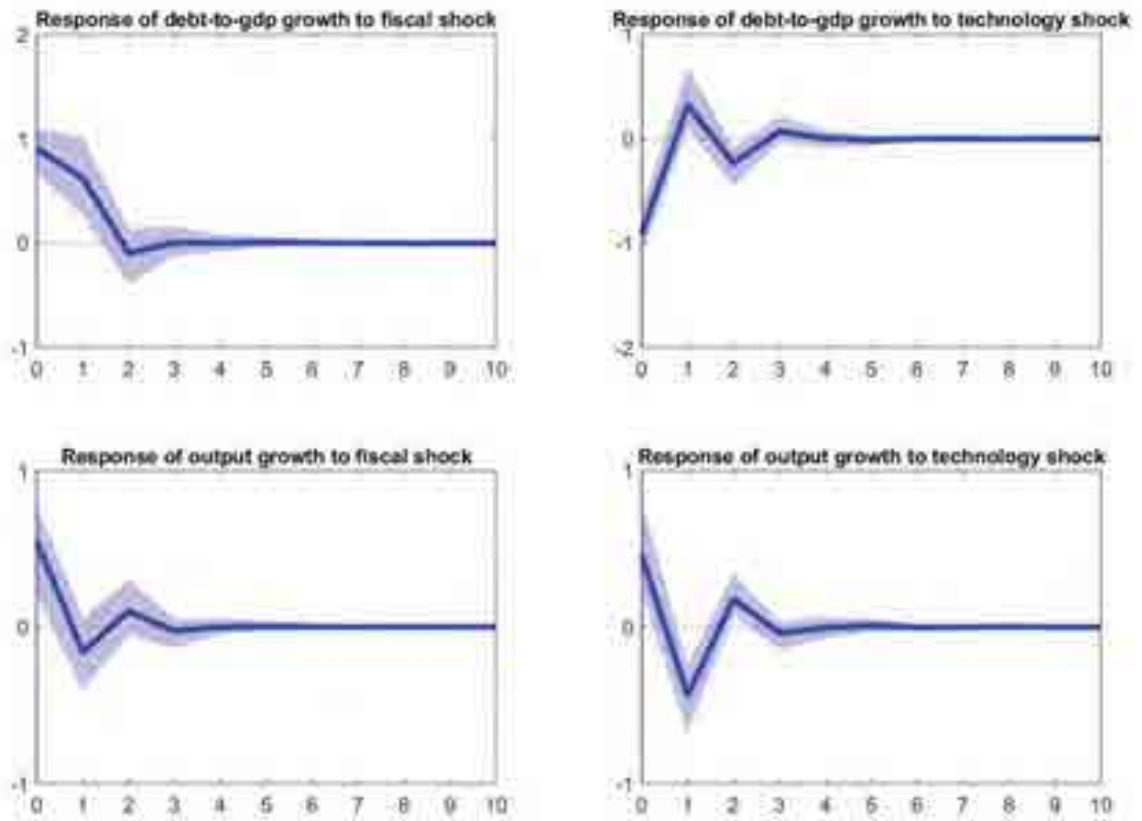 Response of debt-to-gdp growth to fiscal shock
2
1
0
-1
0 1 2 3 4 5 6 7 8 9 10
Response of debt-to-gdp growth to technology shock
1
0
-1
-2
0 1 2 3 4 5 6 7 8 9 10
Response of output growth to fiscal shock
1
0
-1
0 1 2 3 4 5 6 7 8 9 10
Response of output growth to technology shock
1
0
-1
0 1 2 3 4 5 6 7 8 9 10